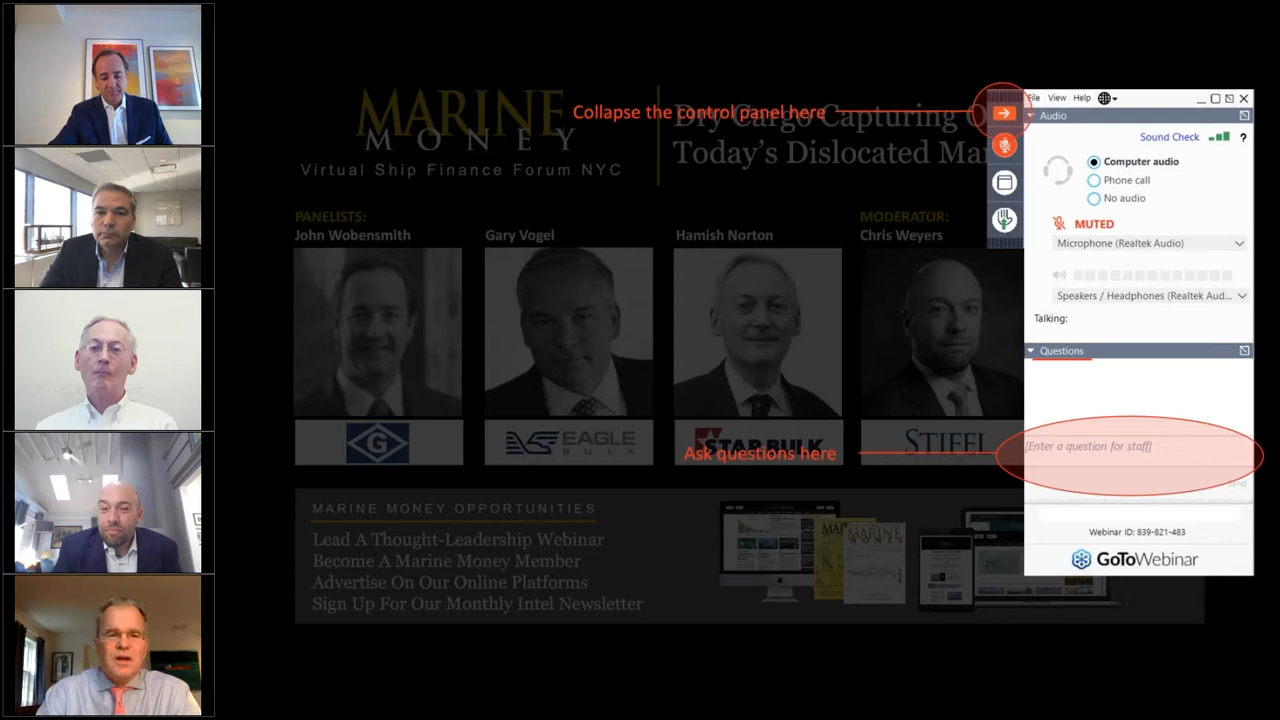 MARINE
MONEY
Virtual Ship Finance Forum NYC
Dry Cargo Capturing
Today's Dislocated
Collapse the control panel here
PANELISTS:
John Wobensmith
Gary Vogel
Hamish Norton
MODERATOR:
Chris Weyers
G
EAGLE
BULK
STAR BULK
STIFEL
Ask questions here
MARINE MONEY OPPORTUNITIES
Lead A Thought-Leadership Webinar
Become A Marine Money Member
Advertise On Our Online Platforms
Sign Up For Our Monthly Intel Newsletter
File View Help
Audio
Sound Check ?
Computer audio
Phone call
No audio
MUTED
Microphone (Realtek Audio)
Speakers / Headphones (Realtek Aud...
Talking:
Questions
[Enter a question for staff]
Send
Webinar ID: 839-821-483
GoToWebinar